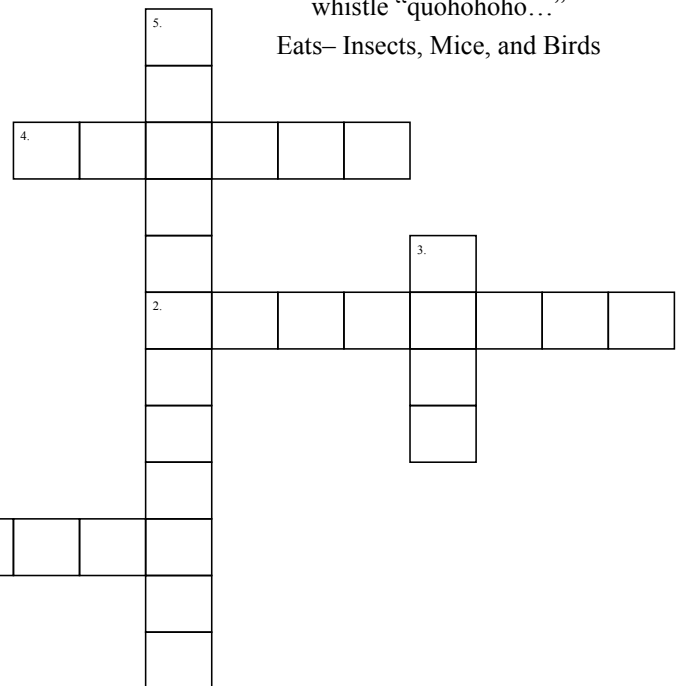 whistle “quohohoho…”
Eats– Insects, Mice, and Birds
5.
4.
3.
2.